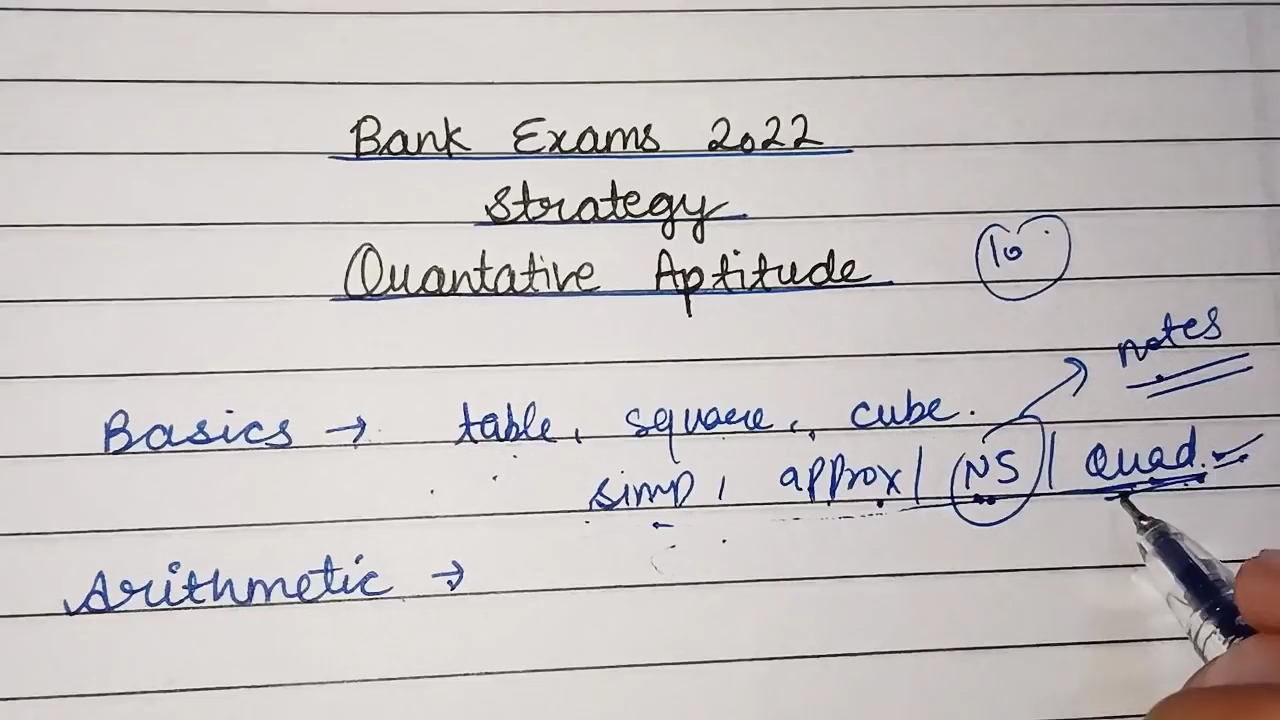 Bank Exams 2022
Strategy
Quantative Aptitude 10
notes
Basics → table, square, cube.
simp, approx / NS / Quad.
Arithmetic →